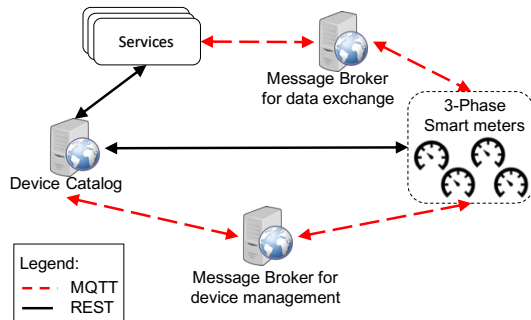 Services
Message Broker
for data exchange
3-Phase
Smart meters
Device Catalog
Message Broker for
device management
Legend:
MQTT
REST